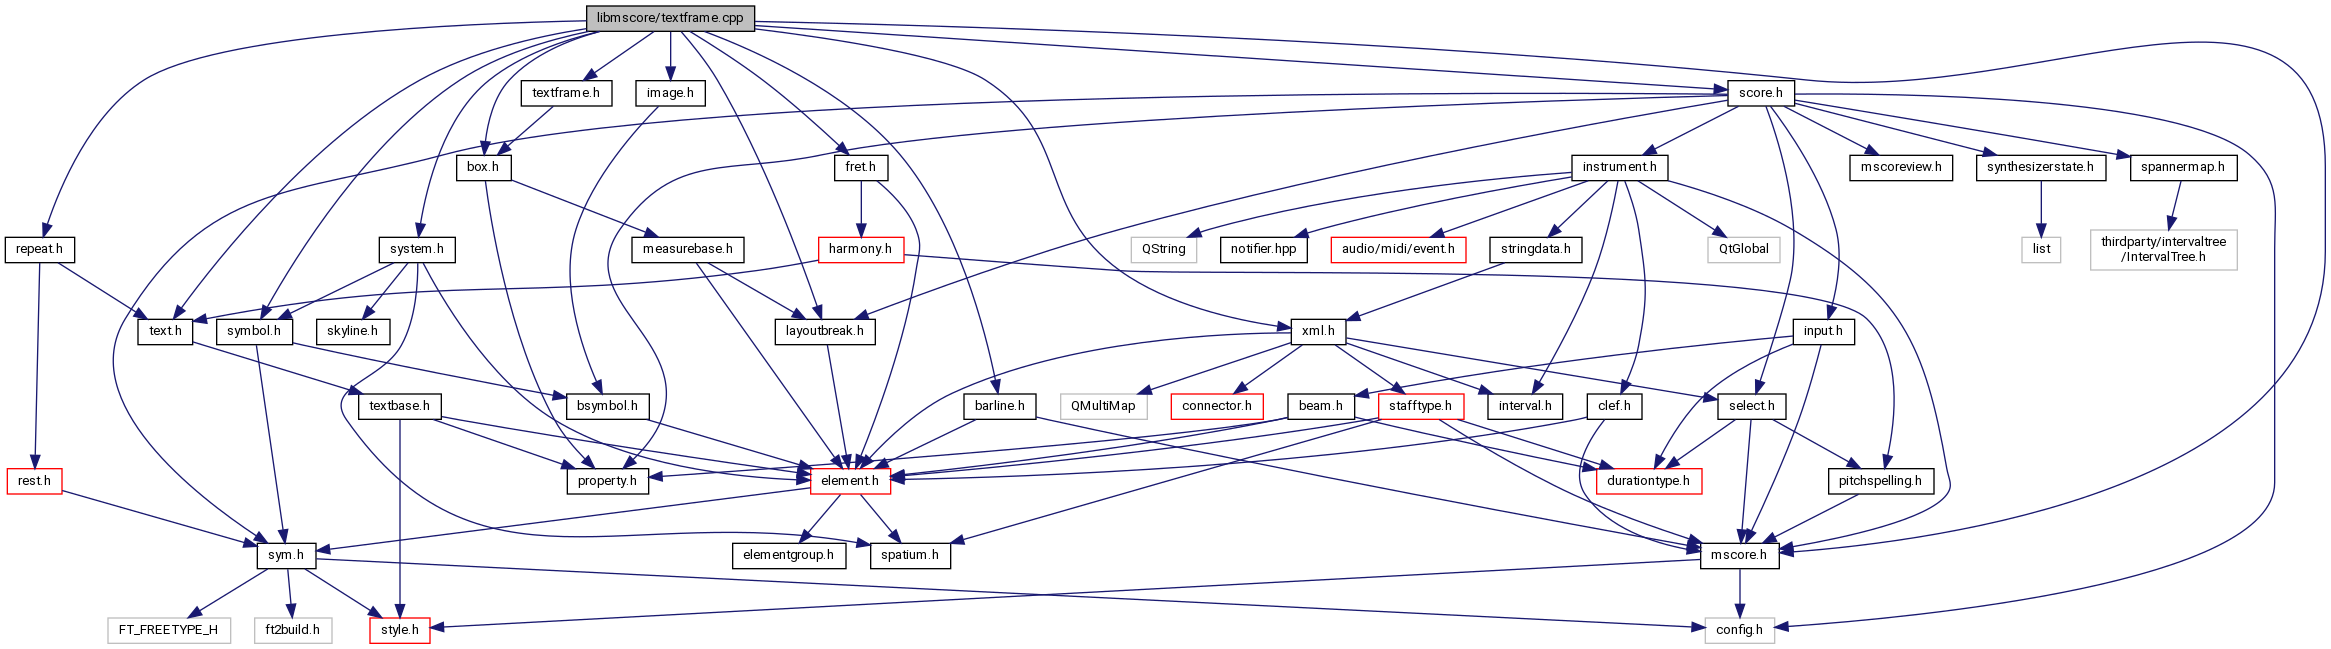 libmscore/textframe.cpp
textframe.h
image.h
score.h
box.h
fret.h
instrument.h
mscoreview.h
synthesizerstate.h
spannermap.h
repeat.h
system.h
measurebase.h
harmony.h
QString
notifier.hpp
audio/midi/event.h
stringdata.h
QtGlobal
list
thirdparty/intervaltree
/IntervalTree.h
text.h
symbol.h
skyline.h
layoutbreak.h
xml.h
input.h
textbase.h
bsymbol.h
barline.h
QMultiMap
connector.h
beam.h
stafftype.h
interval.h
clef.h
select.h
rest.h
property.h
element.h
durationtype.h
pitchspelling.h
sym.h
elementgroup.h
spatium.h
mscore.h
FT_FREETYPE_H
ft2build.h
style.h
config.h